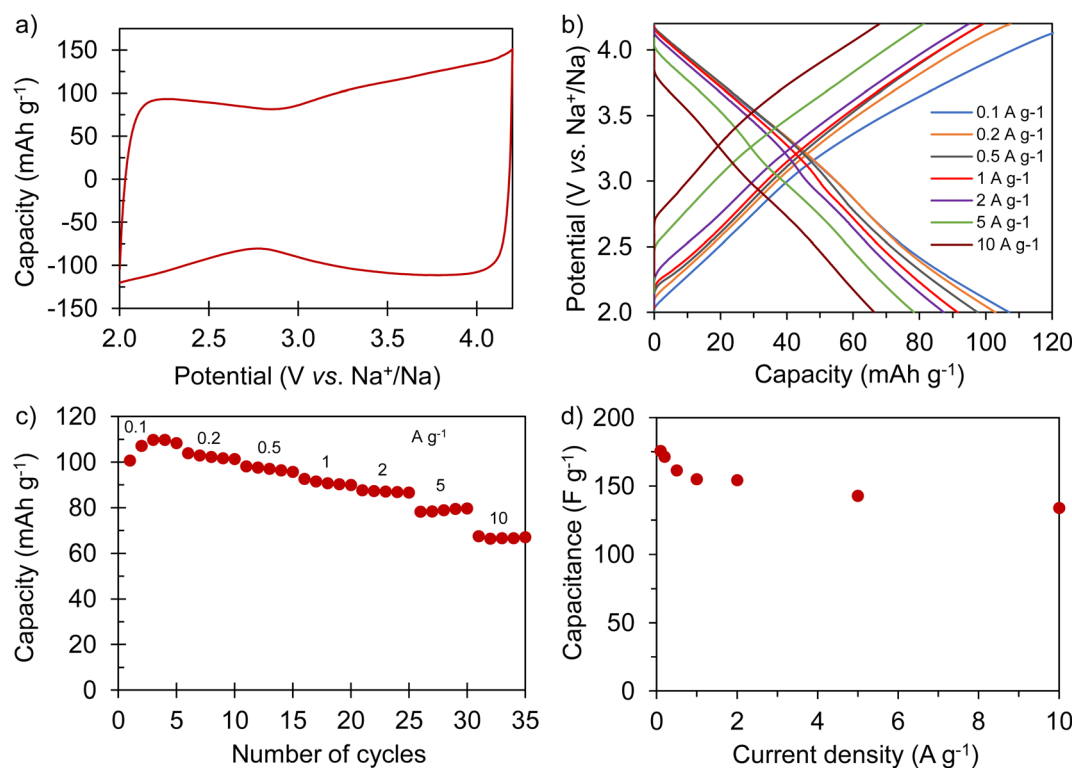 a)
Capacity (mAh g⁻¹)
150
100
50
0
-50
-100
-150
2.0 2.5 3.0 3.5 4.0
Potential (V vs. Na⁺/Na)
b)
Potential (V vs. Na⁺/Na)
4.0
3.5
3.0
2.5
2.0
0.1 A g-1
0.2 A g-1
0.5 A g-1
1 A g-1
2 A g-1
5 A g-1
10 A g-1
0 20 40 60 80 100 120
Capacity (mAh g⁻¹)
c)
Capacity (mAh g⁻¹)
120
100
80
60
40
20
0
0.1
0.2
0.5
1
2
5
10
A g⁻¹
0 5 10 15 20 25 30 35
Number of cycles
d)
Capacitance (F g⁻¹)
200
150
100
50
0
0 2 4 6 8 10
Current density (A g⁻¹)